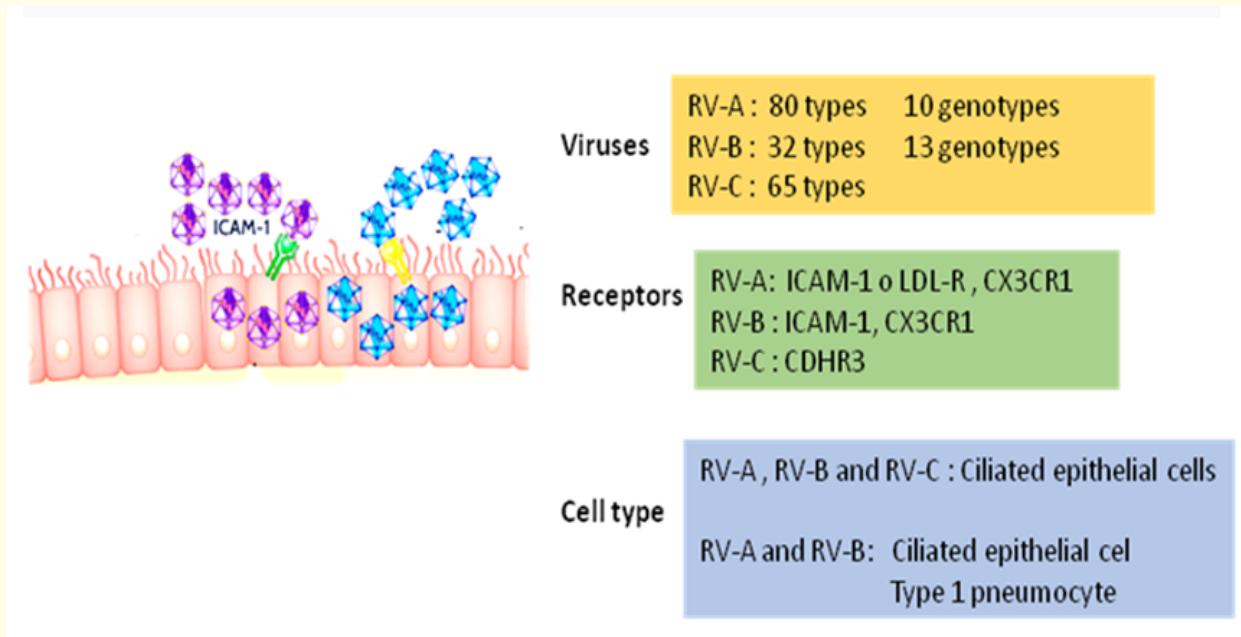 ICAM-1
Viruses
RV-A : 80 types 10 genotypes
RV-B : 32 types 13 genotypes
RV-C : 65 types
Receptors
RV-A: ICAM-1 o LDL-R , CX3CR1
RV-B : ICAM-1, CX3CR1
RV-C : CDHR3
Cell type
RV-A , RV-B and RV-C : Ciliated epithelial cells
RV-A and RV-B: Ciliated epithelial cel
Type 1 pneumocyte